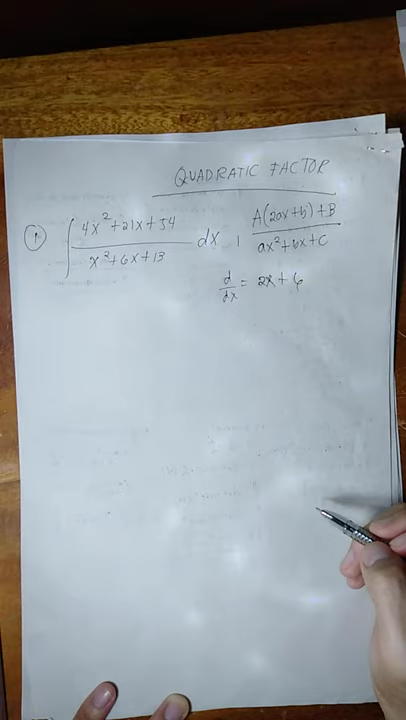 QUADRATIC FACTOR
① ∫ (4x² + 21x + 54)/(x² + 6x + 13) dx ; (A(2ax+b) + B)/(ax² + bx + c)
d/dx = 2x + 6